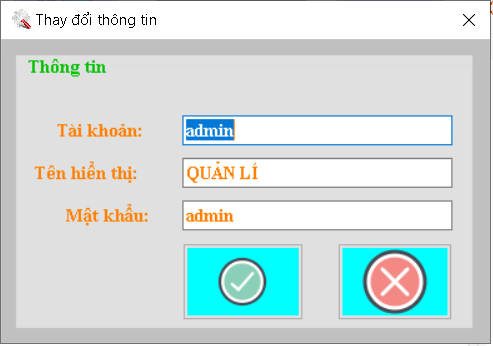 Thay đổi thông tin
Thông tin
Tài khoản: admin
Tên hiển thị: QUẢN LÍ
Mật khẩu: admin